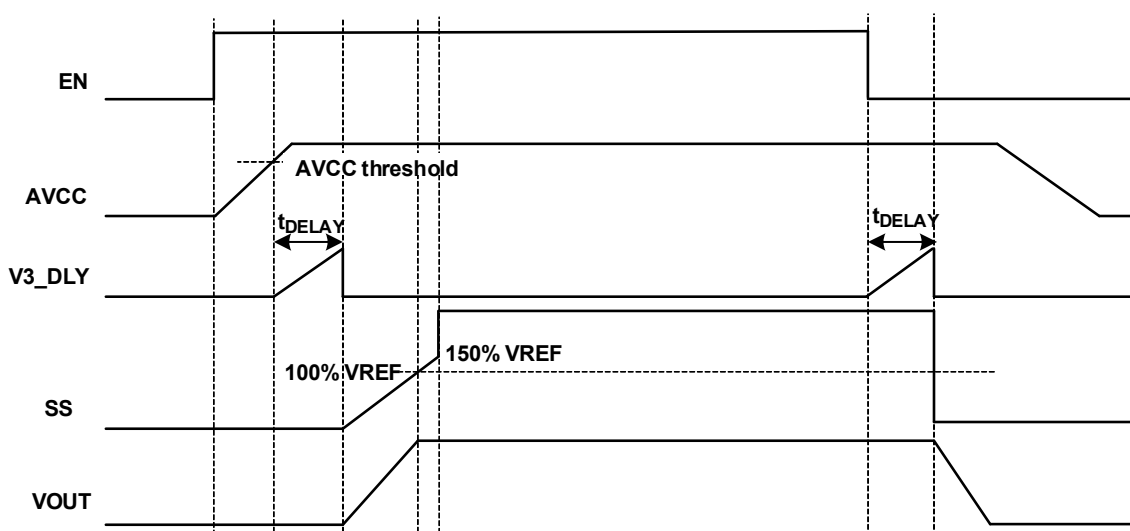 EN
AVCC threshold
AVCC
tDELAY
tDELAY
V3_DLY
150% VREF
100% VREF
SS
VOUT